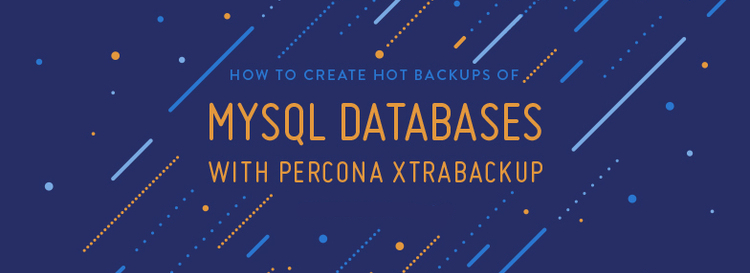 HOW TO CREATE HOT BACKUPS OF
MYSQL DATABASES
WITH PERCONA XTRABACKUP